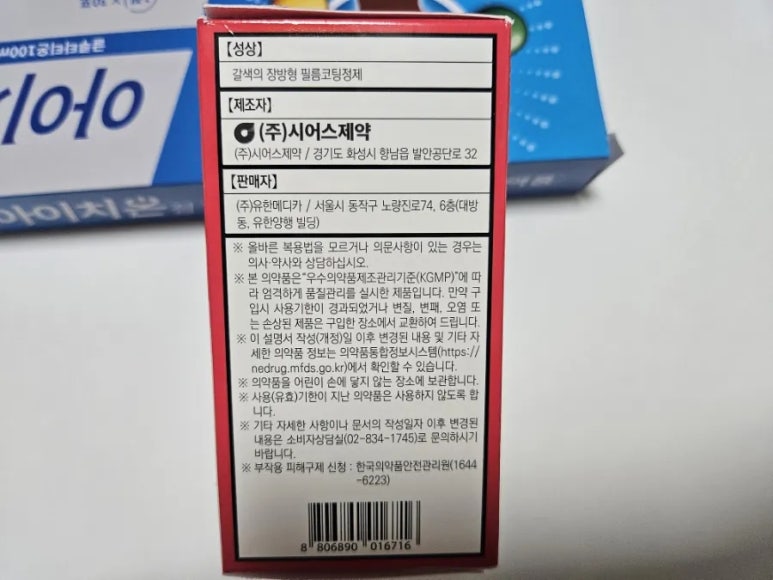 【성상】
갈색의 장방형 필름코팅정제
【제조자】
(주)시어스제약
(주)시어스제약 / 경기도 화성시 향남읍 발안공단로 32
【판매자】
(주)유한메디카 / 서울시 동작구 노량진로74, 6층(대방
동, 유한양행 빌딩)
※ 올바른 복용법을 모르거나 의문사항이 있는 경우는
의사·약사와 상담하십시오.
※ 본 의약품은 "우수의약품제조관리기준(KGMP)"에 따
라 엄격하게 품질관리를 실시한 제품입니다. 만약 구
입시 사용기한이 경과되었거나 변질, 변패, 오염 또
는 손상된 제품은 구입한 장소에서 교환하여 드립니다.
※ 이 설명서 작성(개정)일 이후 변경된 내용 및 기타 자
세한 의약품 정보는 의약품통합정보시스템(https://
nedrug.mfds.go.kr)에서 확인할 수 있습니다.
※ 의약품을 어린이 손에 닿지 않는 장소에 보관합니다.
※ 사용(유효)기한이 지난 의약품은 사용하지 않도록 합
니다.
※ 기타 자세한 사항이나 문서의 작성일자 이후 변경된
내용은 소비자상담실(02-834-1745)로 문의하시기
바랍니다.
※ 부작용 피해구제 신청 : 한국의약품안전관리원(1644
-6223)
8 806890 016716
아이처